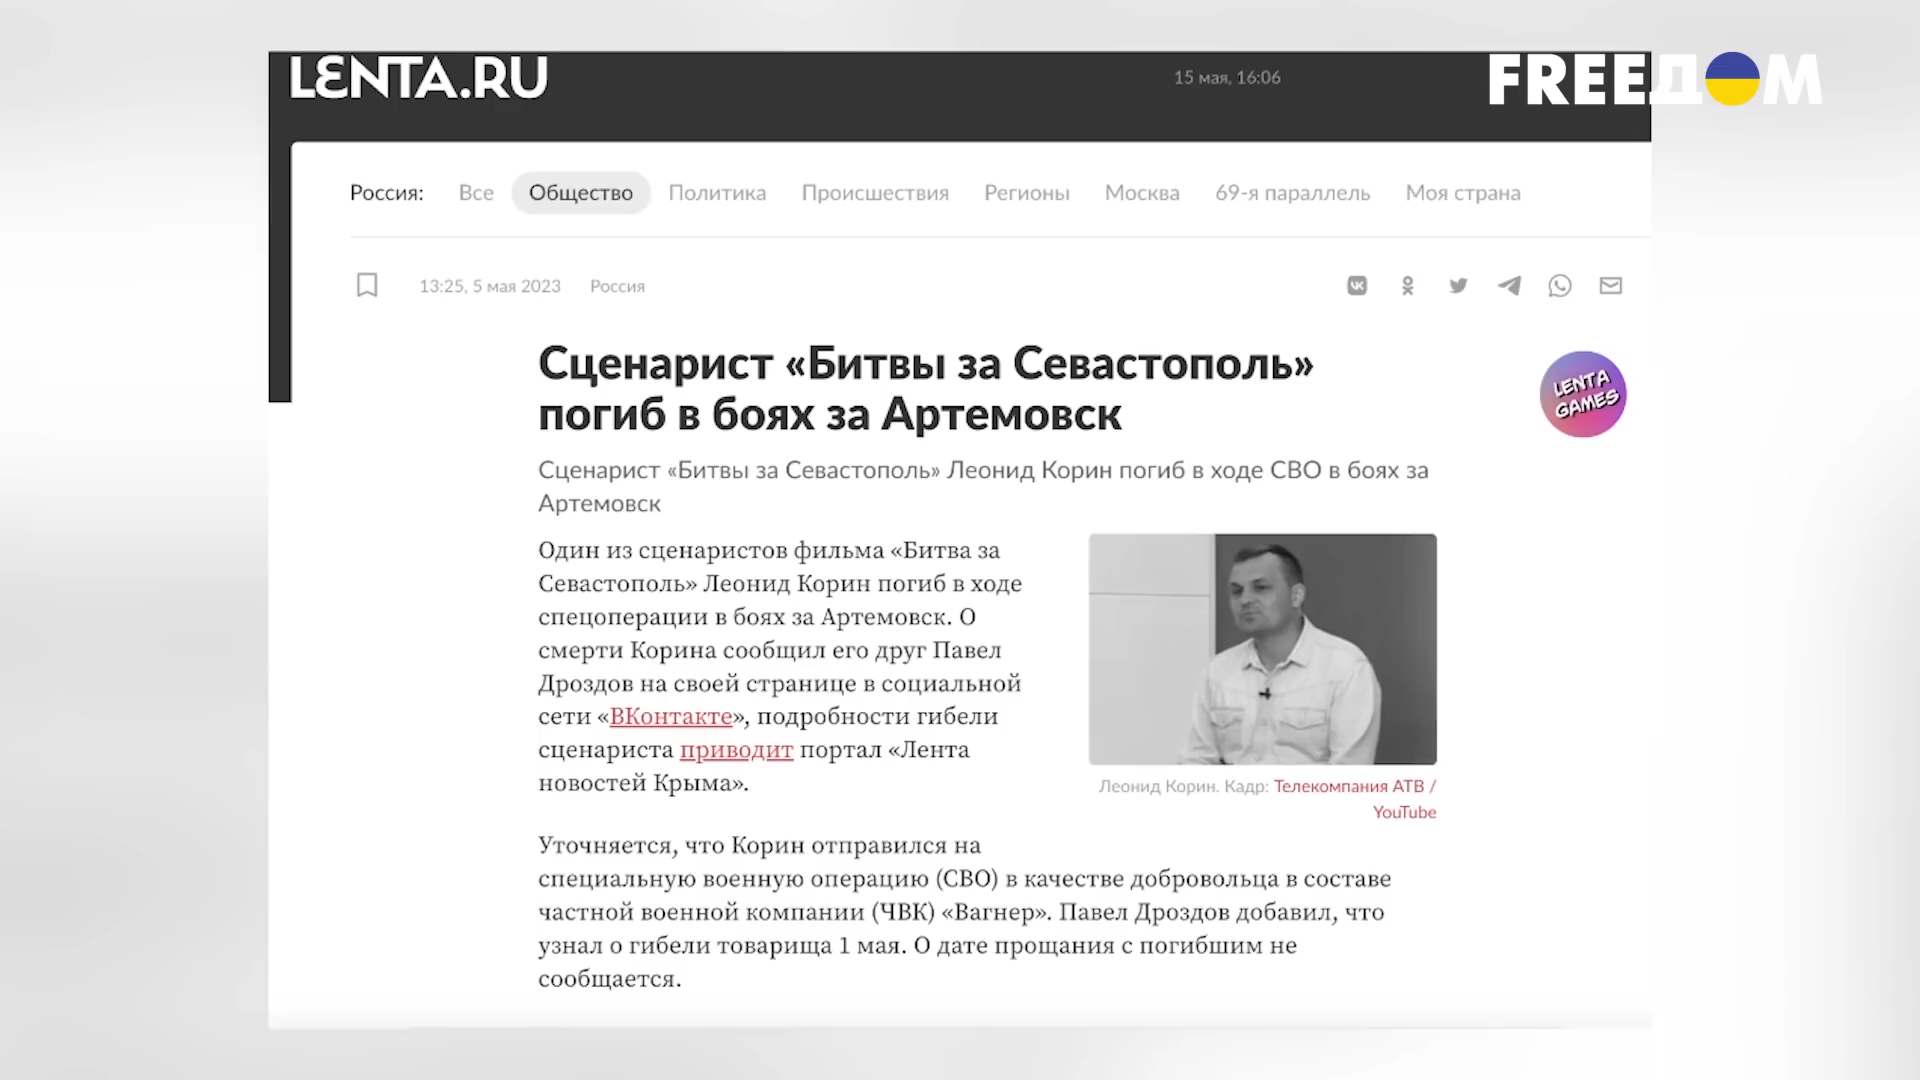 LENTA.RU
15 мая, 16:06
FREEДOM
Россия: Все Общество Политика Происшествия Регионы Москва 69-я параллель Моя страна
13:25, 5 мая 2023 Россия
Сценарист «Битвы за Севастополь»
погиб в боях за Артемовск
LENTA
GAMES
Сценарист «Битвы за Севастополь» Леонид Корин погиб в ходе СВО в боях за
Артемовск
Один из сценаристов фильма «Битва за
Севастополь» Леонид Корин погиб в ходе
спецоперации в боях за Артемовск. О
смерти Корина сообщил его друг Павел
Дроздов на своей странице в социальной
сети «ВКонтакте», подробности гибели
сценариста приводит портал «Лента
новостей Крыма».
Леонид Корин. Кадр: Телекомпания АТВ /
YouTube
Уточняется, что Корин отправился на
специальную военную операцию (СВО) в качестве добровольца в составе
частной военной компании (ЧВК) «Вагнер». Павел Дроздов добавил, что
узнал о гибели товарища 1 мая. О дате прощания с погибшим не
сообщается.